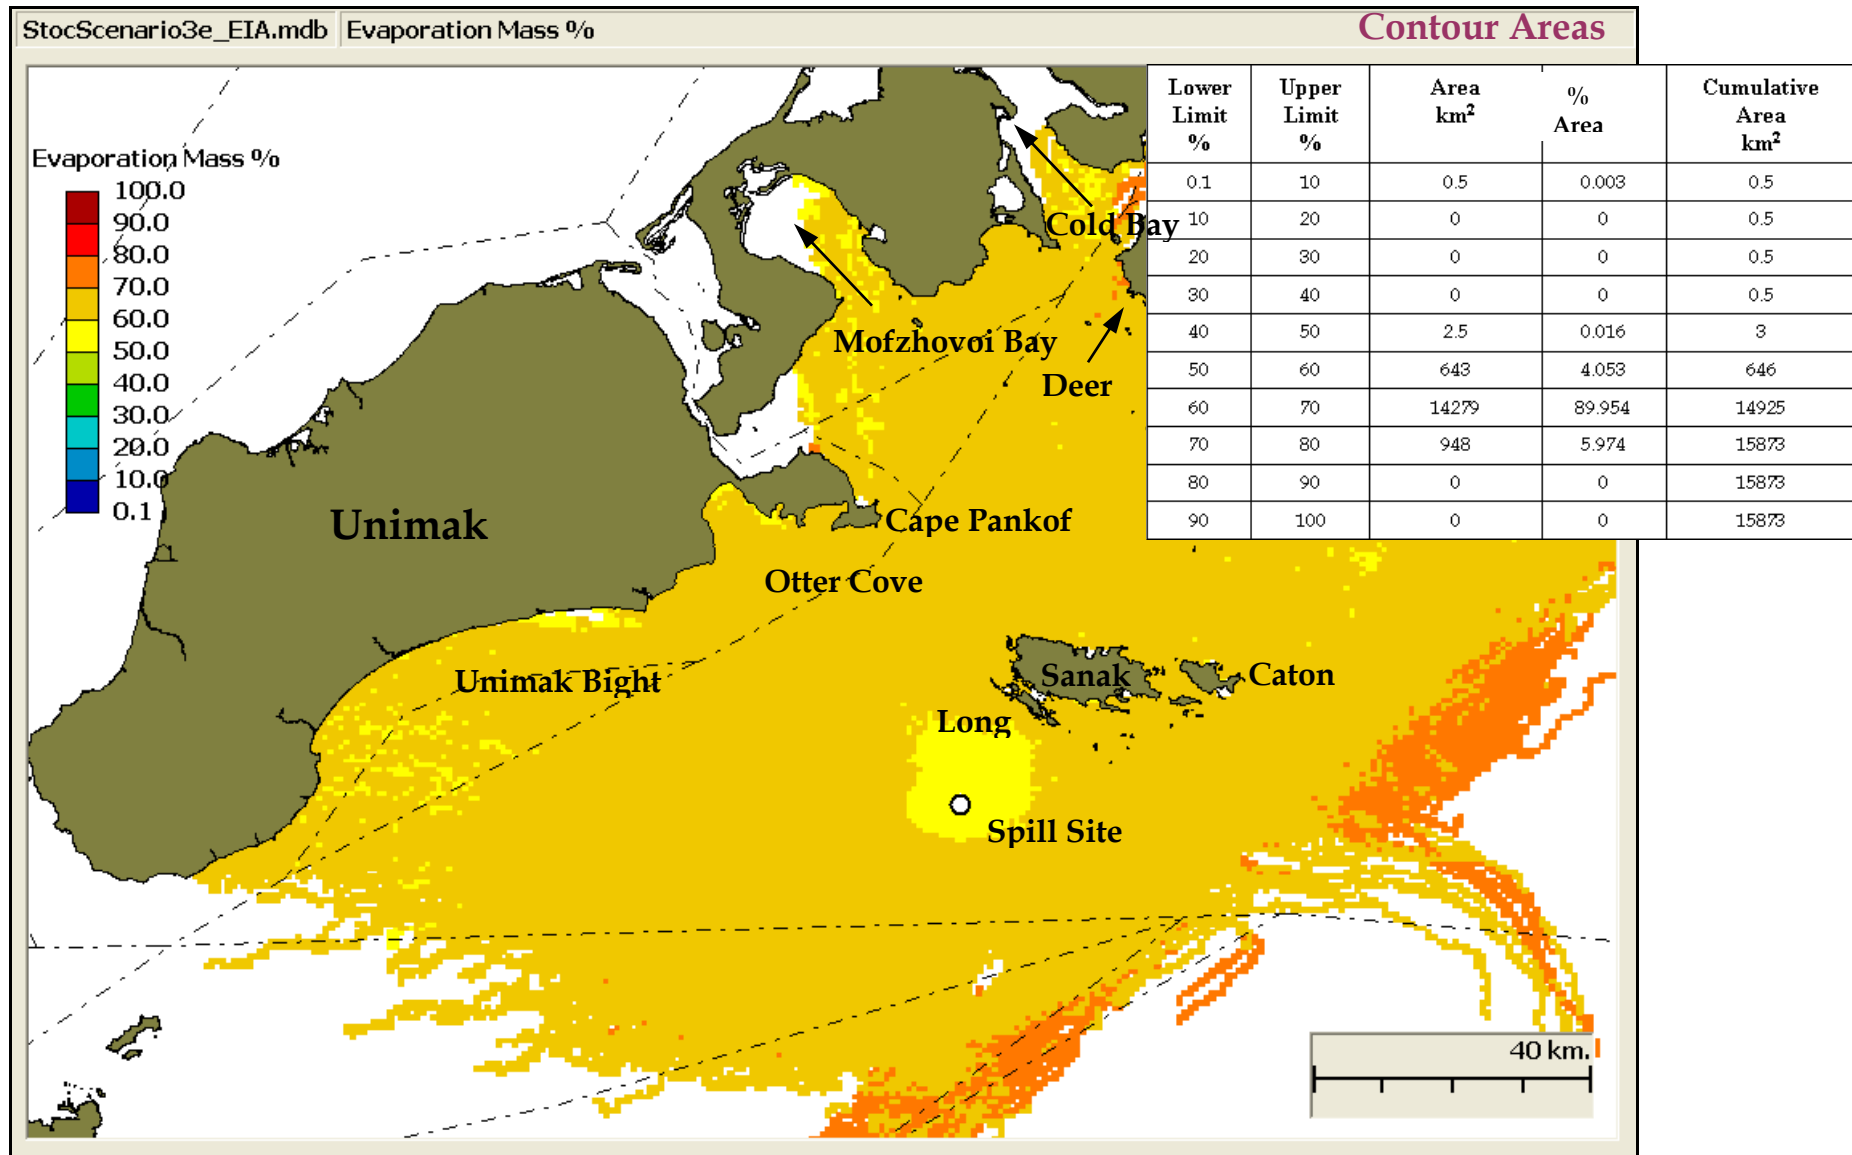 StocScenario3e_EIA.mdb Evaporation Mass % Contour Areas
Lower Limit % Upper Limit % Area km² % Area Cumulative Area km²
0.1 10 0.5 0.003 0.5
10 20 0 0 0.5
20 30 0 0 0.5
30 40 0 0 0.5
40 50 2.5 0.016 3
50 60 643 4.053 646
60 70 14279 89.954 14925
70 80 948 5.974 15873
80 90 0 0 15873
90 100 0 0 15873
Evaporation Mass %
100.0
90.0
80.0
70.0
60.0
50.0
40.0
30.0
20.0
10.0
0.1
Cold Bay
Mofzhovoi Bay
Deer
Unimak
Cape Pankof
Otter Cove
Unimak Bight
Sanak
Caton
Long
Spill Site
40 km.